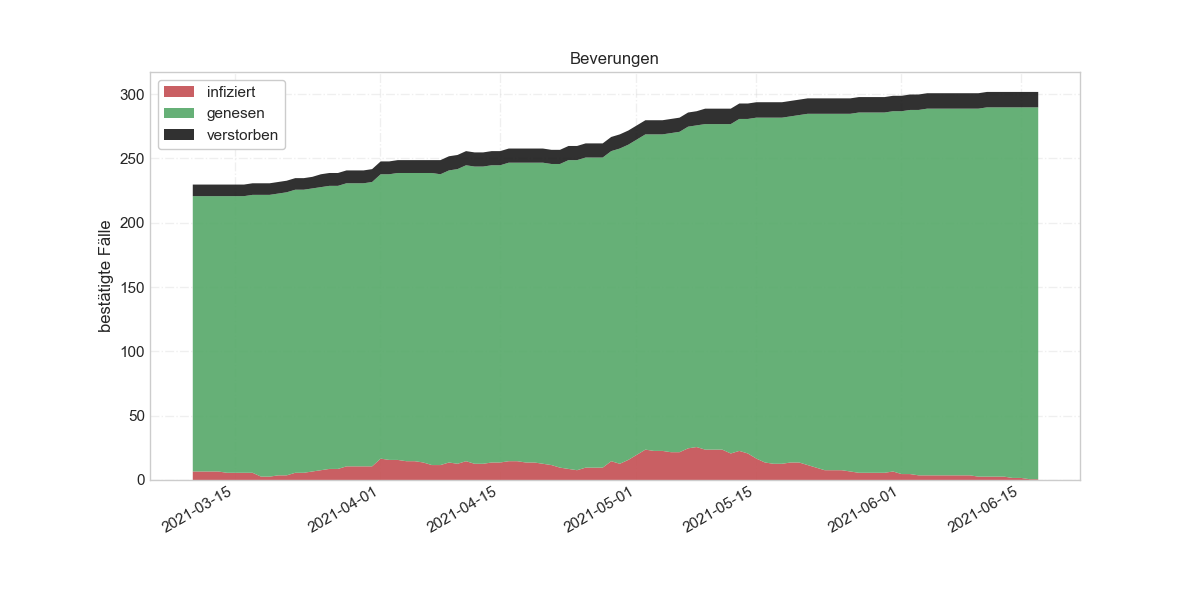 Beverungen
infiziert
genesen
verstorben
bestätigte Fälle
300
250
200
150
100
50
0
2021-03-15
2021-04-01
2021-04-15
2021-05-01
2021-05-15
2021-06-01
2021-06-15